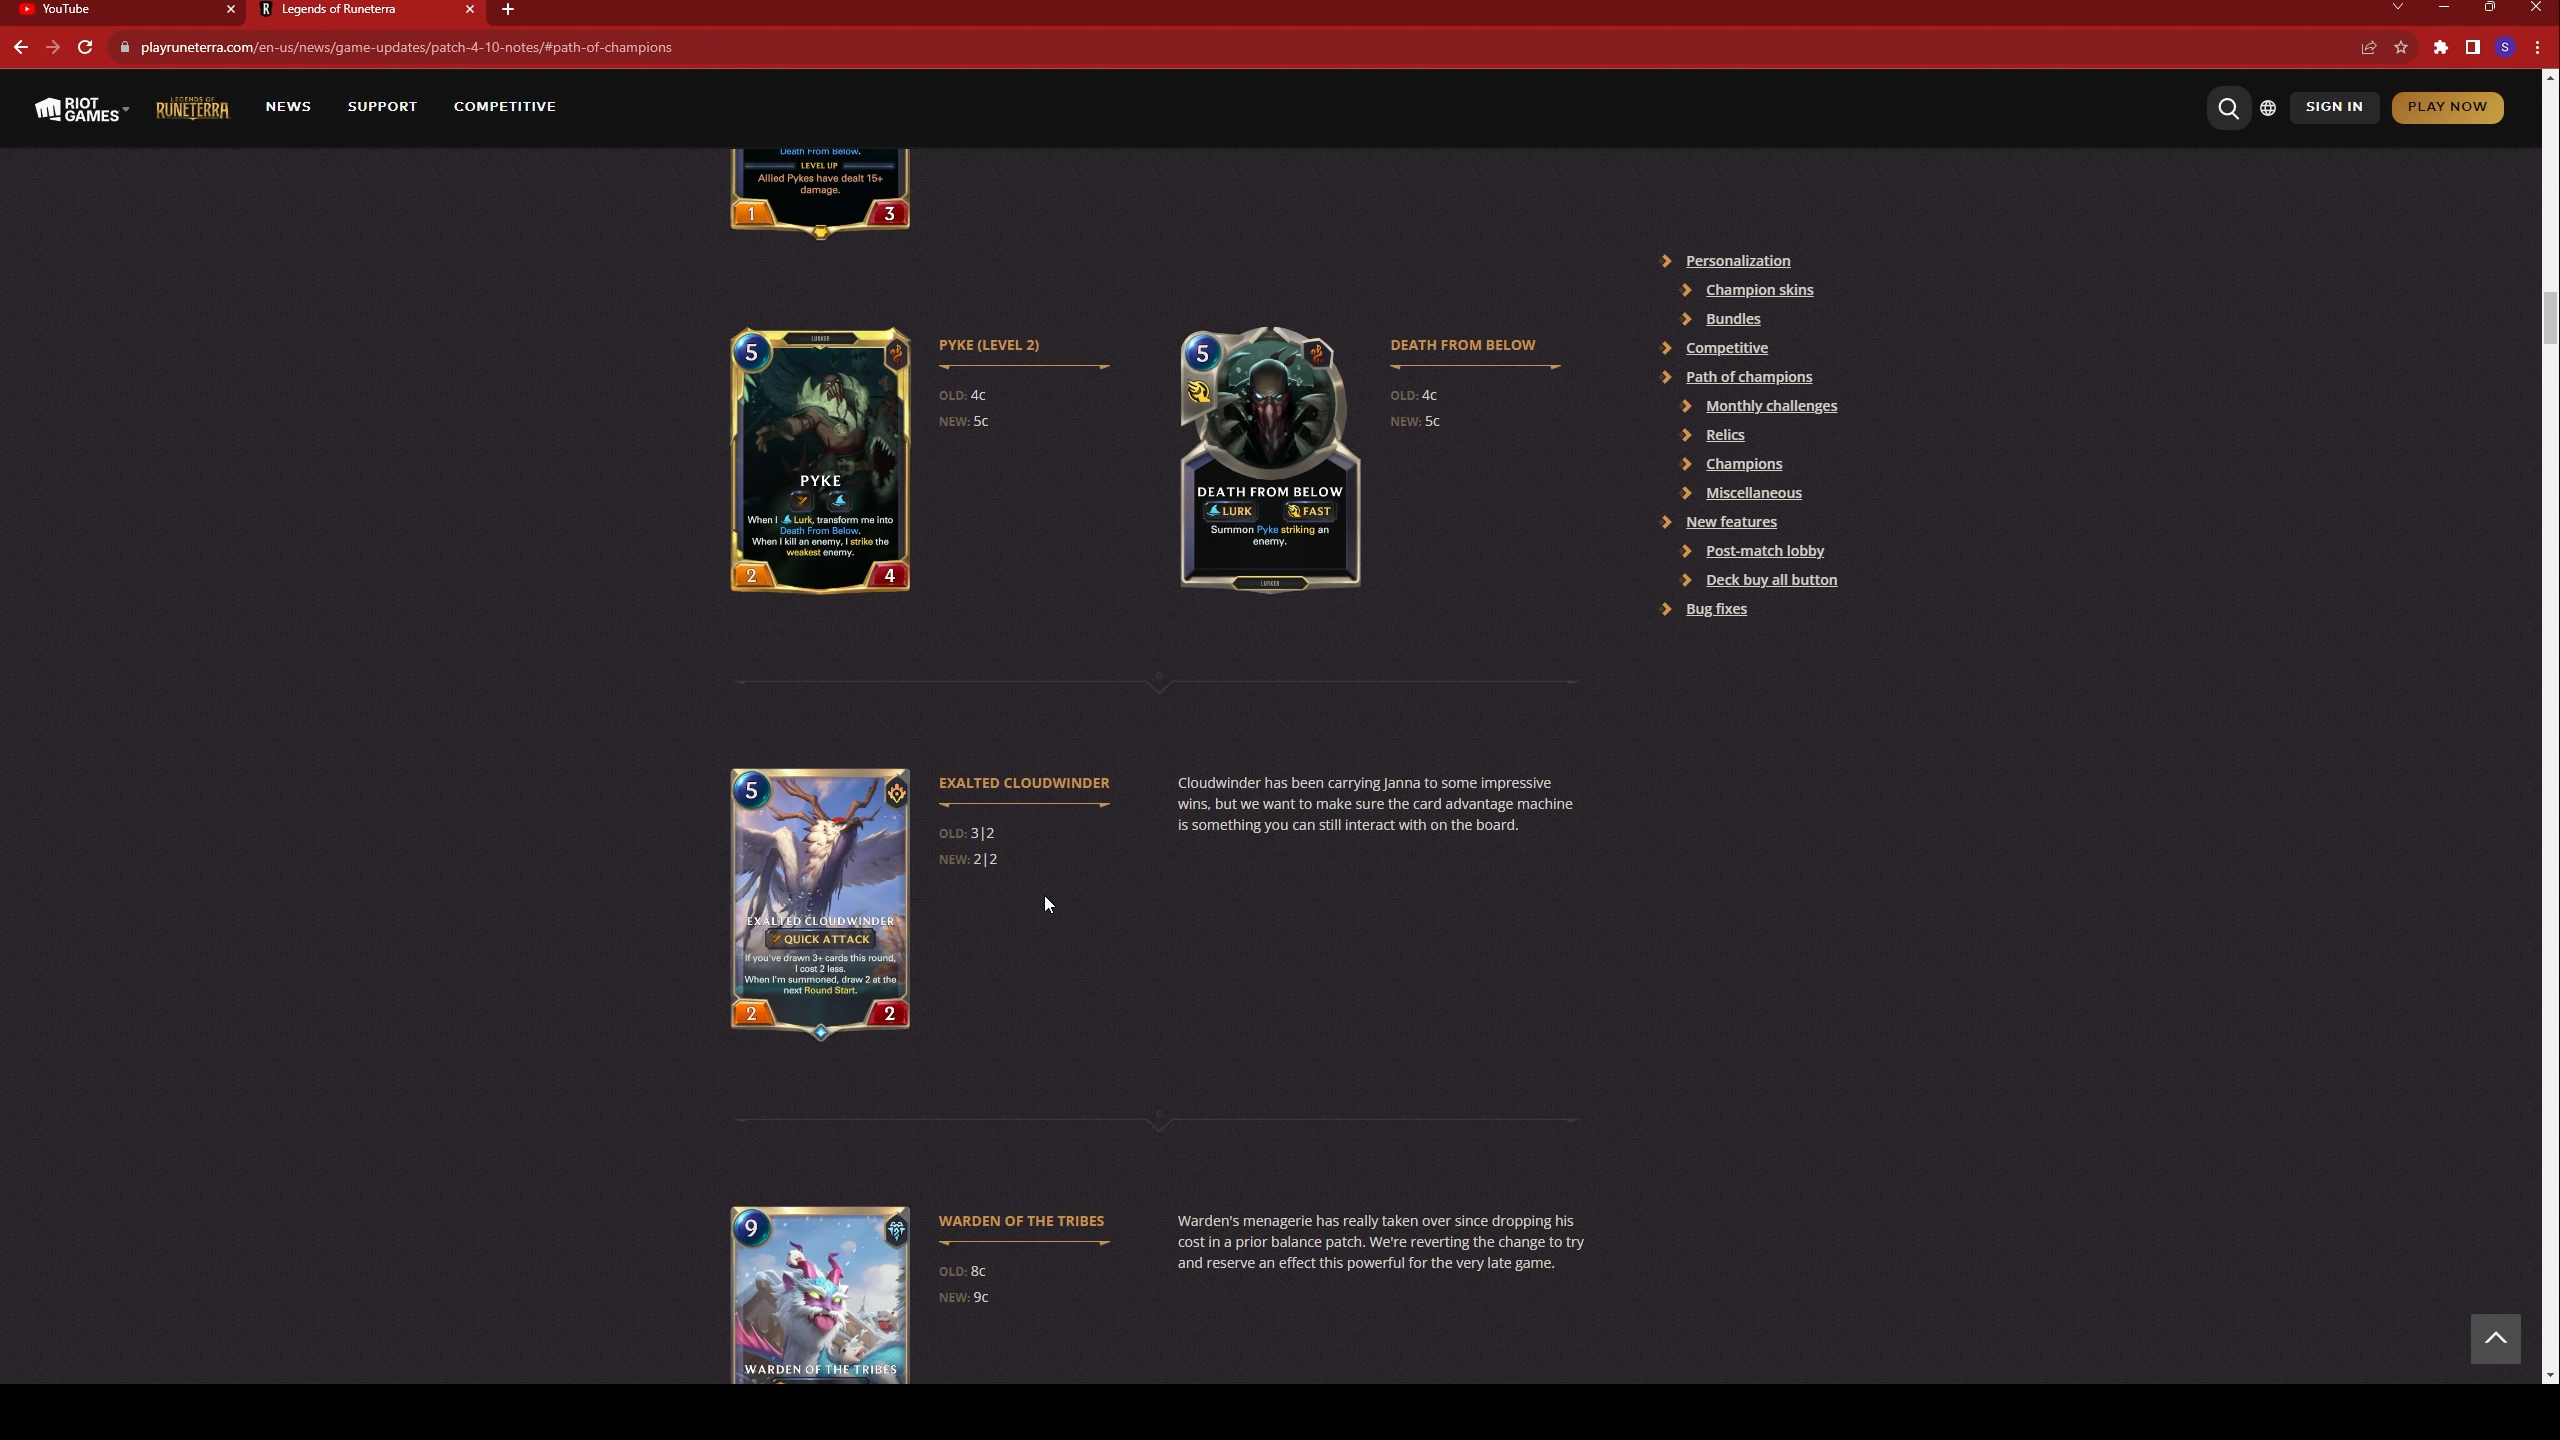 YouTube
Legends of Runeterra
playruneterra.com/en-us/news/game-updates/patch-4-10-notes/#path-of-champions
S
RIOT GAMES
LEGENDS OF RUNETERRA
NEWS
SUPPORT
COMPETITIVE
SIGN IN
PLAY NOW
Death From Below.
LEVEL UP
Allied Pykes have dealt 15+
damage.
1
3
5
LURKER
PYKE
When I Lurk, transform me into
Death From Below.
When I kill an enemy, I strike the
weakest enemy.
2
4
PYKE (LEVEL 2)
OLD: 4c
NEW: 5c
5
DEATH FROM BELOW
LURK
FAST
Summon Pyke striking an
enemy.
LURKER
DEATH FROM BELOW
OLD: 4c
NEW: 5c
Personalization
Champion skins
Bundles
Competitive
Path of champions
Monthly challenges
Relics
Champions
Miscellaneous
New features
Post-match lobby
Deck buy all button
Bug fixes
5
EXALTED CLOUDWINDER
QUICK ATTACK
If you've drawn 3+ cards this round,
I cost 2 less.
When I'm summoned, draw 2 at the
next Round Start.
2
2
EXALTED CLOUDWINDER
OLD: 3|2
NEW: 2|2
Cloudwinder has been carrying Janna to some impressive
wins, but we want to make sure the card advantage machine
is something you can still interact with on the board.
9
WARDEN OF THE TRIBES
WARDEN OF THE TRIBES
OLD: 8c
NEW: 9c
Warden's menagerie has really taken over since dropping his
cost in a prior balance patch. We're reverting the change to try
and reserve an effect this powerful for the very late game.